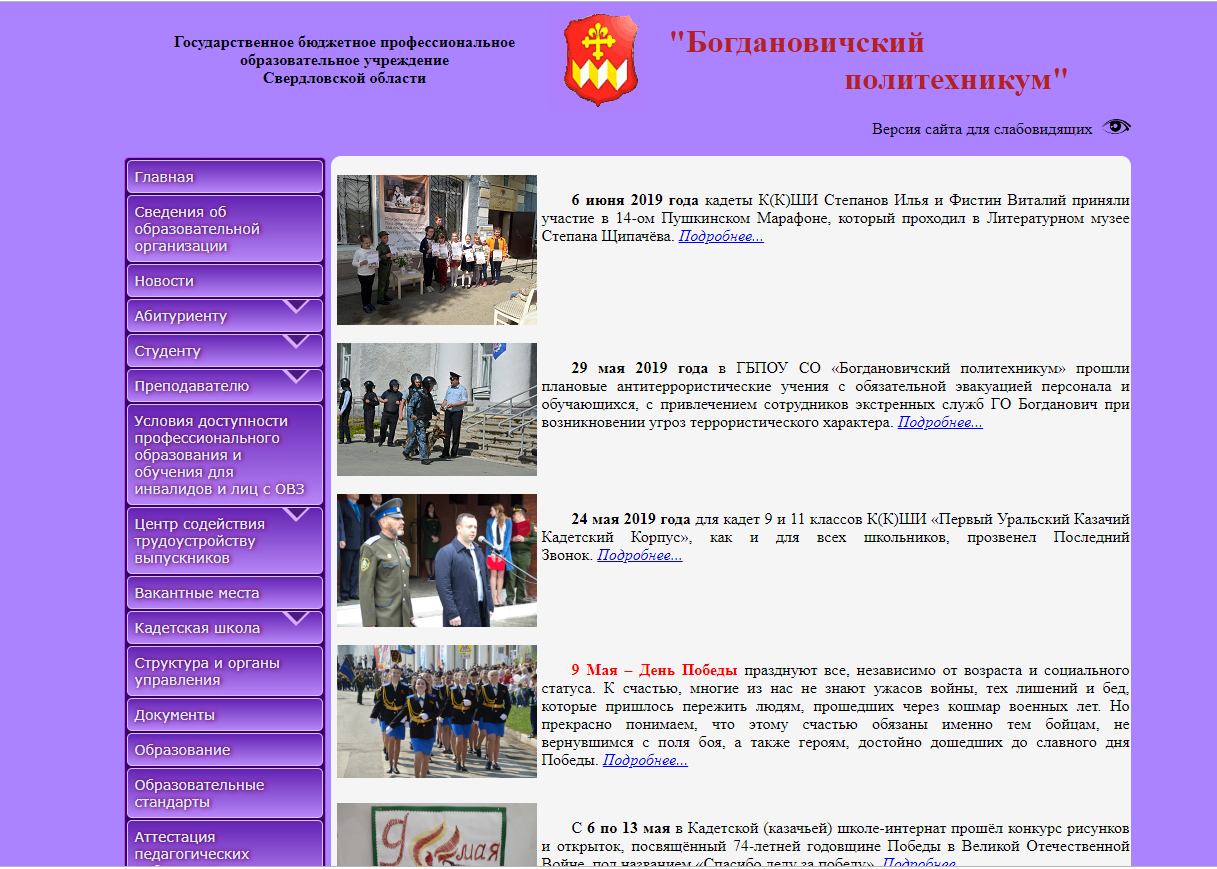 Государственное бюджетное профессиональное
образовательное учреждение
Свердловской области
"Богдановичский
политехникум"
Версия сайта для слабовидящих
Главная
Сведения об
образовательной
организации
Новости
Абитуриенту
Студенту
Преподавателю
Условия доступности
профессионального
образования и
обучения для
инвалидов и лиц с ОВЗ
Центр содействия
трудоустройству
выпускников
Вакантные места
Кадетская школа
Структура и органы
управления
Документы
Образование
Образовательные
стандарты
Аттестация
педагогических
6 июня 2019 года кадеты К(К)ШИ Степанов Илья и Фистин Виталий приняли
участие в 14-ом Пушкинском Марафоне, который проходил в Литературном музее
Степана Щипачёва. Подробнее...
29 мая 2019 года в ГБПОУ СО «Богдановичский политехникум» прошли
плановые антитеррористические учения с обязательной эвакуацией персонала и
обучающихся, с привлечением сотрудников экстренных служб ГО Богданович при
возникновении угроз террористического характера. Подробнее...
24 мая 2019 года для кадет 9 и 11 классов К(К)ШИ «Первый Уральский Казачий
Кадетский Корпус», как и для всех школьников, прозвенел Последний
Звонок. Подробнее...
9 Мая – День Победы празднуют все, независимо от возраста и социального
статуса. К счастью, многие из нас не знают ужасов войны, тех лишений и бед,
которые пришлось пережить людям, прошедших через кошмар военных лет. Но
прекрасно понимаем, что этому счастью обязаны именно тем бойцам, не
вернувшимся с поля боя, а также героям, достойно дошедших до славного дня
Победы. Подробнее...
9 мая
С 6 по 13 мая в Кадетской (казачьей) школе-интернат прошёл конкурс рисунков
и открыток, посвящённый 74-летней годовщине Победы в Великой Отечественной
Войне, под названием «Спасибо деду за победу». Подробнее...